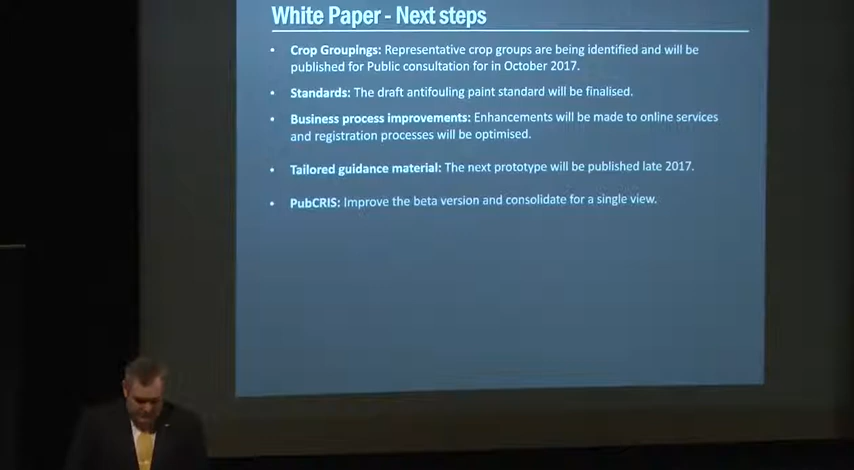 White Paper - Next steps
• Crop Groupings: Representative crop groups are being identified and will be
published for Public consultation for in October 2017.
• Standards: The draft antifouling paint standard will be finalised.
• Business process improvements: Enhancements will be made to online services
and registration processes will be optimised.
• Tailored guidance material: The next prototype will be published late 2017.
• PubCRIS: Improve the beta version and consolidate for a single view.